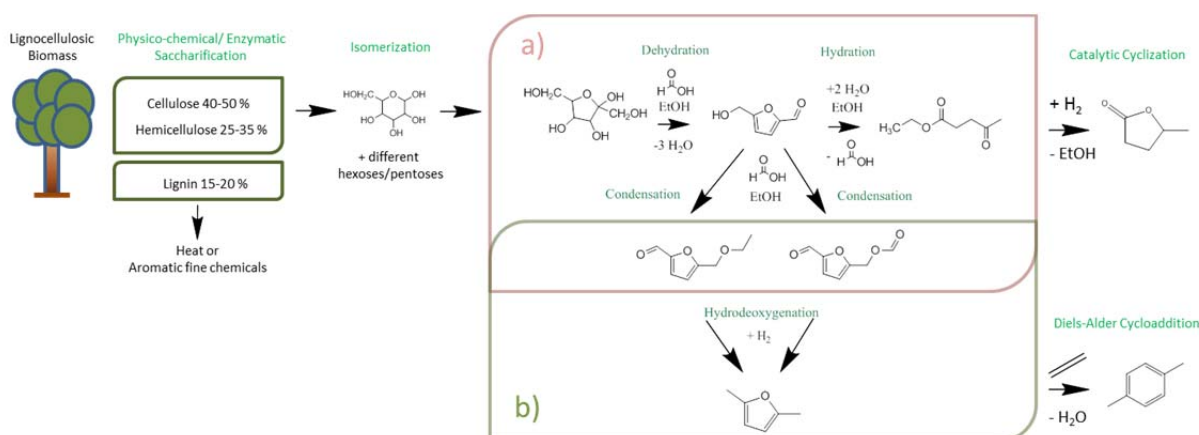 Lignocellulosic
Biomass
Physico-chemical/ Enzymatic
Saccharification
Cellulose 40-50 %
Hemicellulose 25-35 %
Lignin 15-20 %
Heat or
Aromatic fine chemicals
Isomerization
HOH₂C
O
OH
HO
OH
OH
+ different
hexoses/pentoses
a)
Dehydration
HOH₂C
O
OH
CH₂OH
HO
OH
O
H
OH
EtOH
-3 H₂O
HO
O
O
Hydration
+2 H₂O
EtOH
-
O
H
OH
O
O
O
Condensation
O
H
OH
EtOH
Condensation
O
O
O
O
O
O
O
Hydrodeoxygenation
+ H₂
O
b)
Catalytic Cyclization
+ H₂
- EtOH
O
O
Diels-Alder Cycloaddition
- H₂O